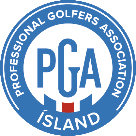 PROFESSIONAL GOLFERS ASSOCIATION
PGA
ÍSLAND